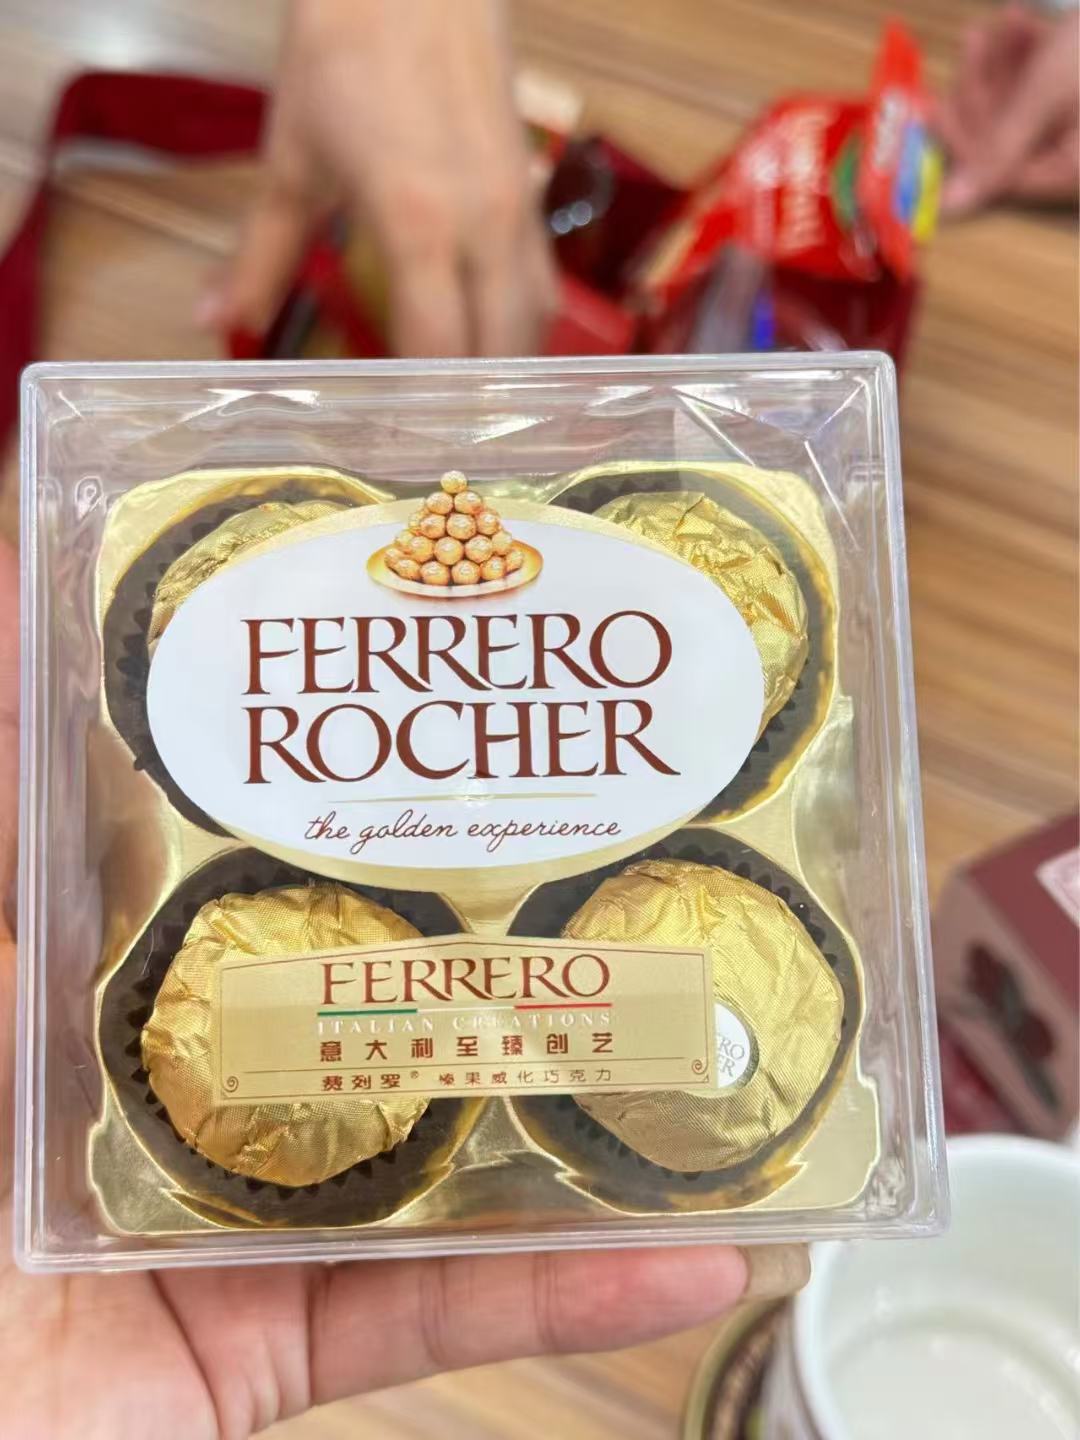 FERRERO
ROCHER
the golden experience
FERRERO
ITALIAN CREATIONS
意大利至臻创艺
费列罗® 榛果威化巧克力